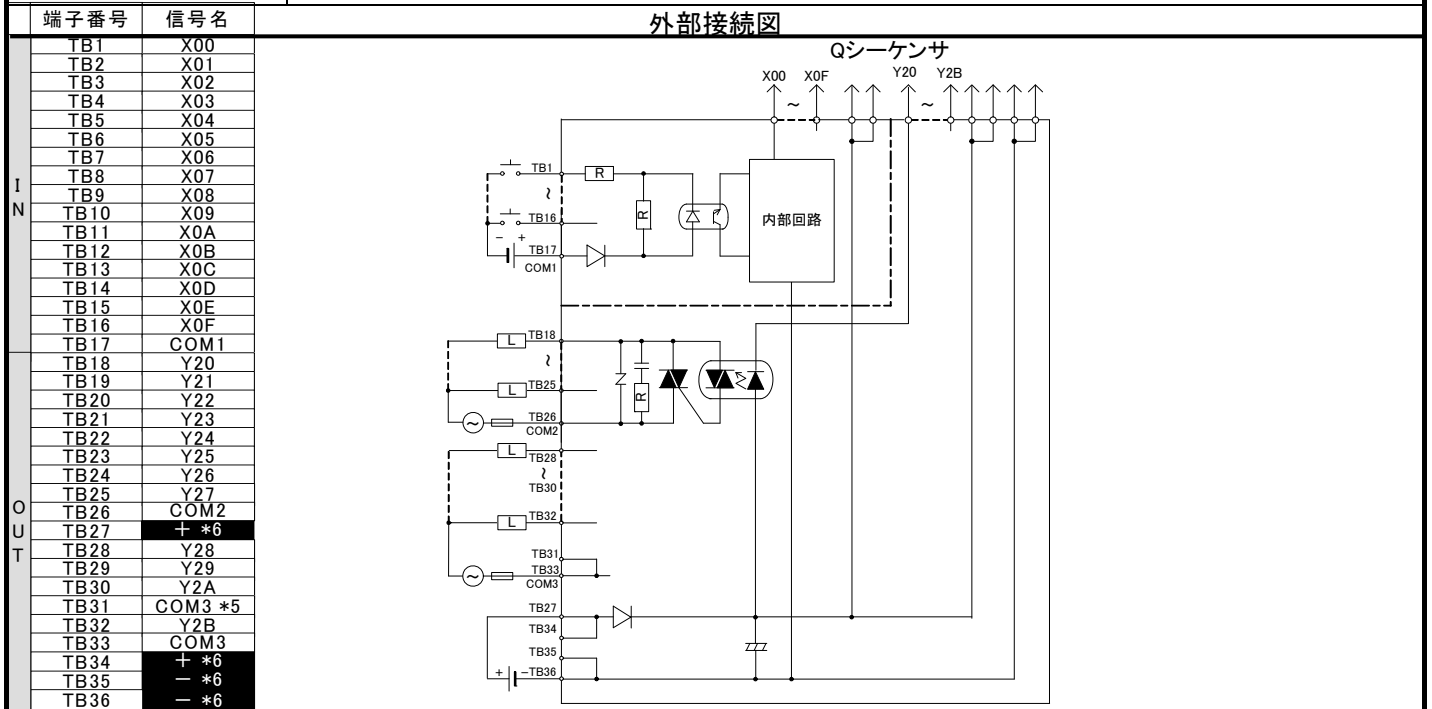 端子番号 信号名 外部接続図
IN
TB1 X00
TB2 X01
TB3 X02
TB4 X03
TB5 X04
TB6 X05
TB7 X06
TB8 X07
TB9 X08
TB10 X09
TB11 X0A
TB12 X0B
TB13 X0C
TB14 X0D
TB15 X0E
TB16 X0F
TB17 COM1
OUT
TB18 Y20
TB19 Y21
TB20 Y22
TB21 Y23
TB22 Y24
TB23 Y25
TB24 Y26
TB25 Y27
TB26 COM2
TB27 + *6
TB28 Y28
TB29 Y29
TB30 Y2A
TB31 COM3 *5
TB32 Y2B
TB33 COM3
TB34 + *6
TB35 − *6
TB36 − *6
Qシーケンサ
X00 X0F Y20 Y2B
~ ~
TB1 R
~
R
TB16
内部回路
− +
TB17
COM1
L TB18
~
L TB25
R
~ TB26
COM2
L TB28
~
TB30
L TB32
TB31
~ TB33
COM3
TB27
TB34
TB35
+ − TB36